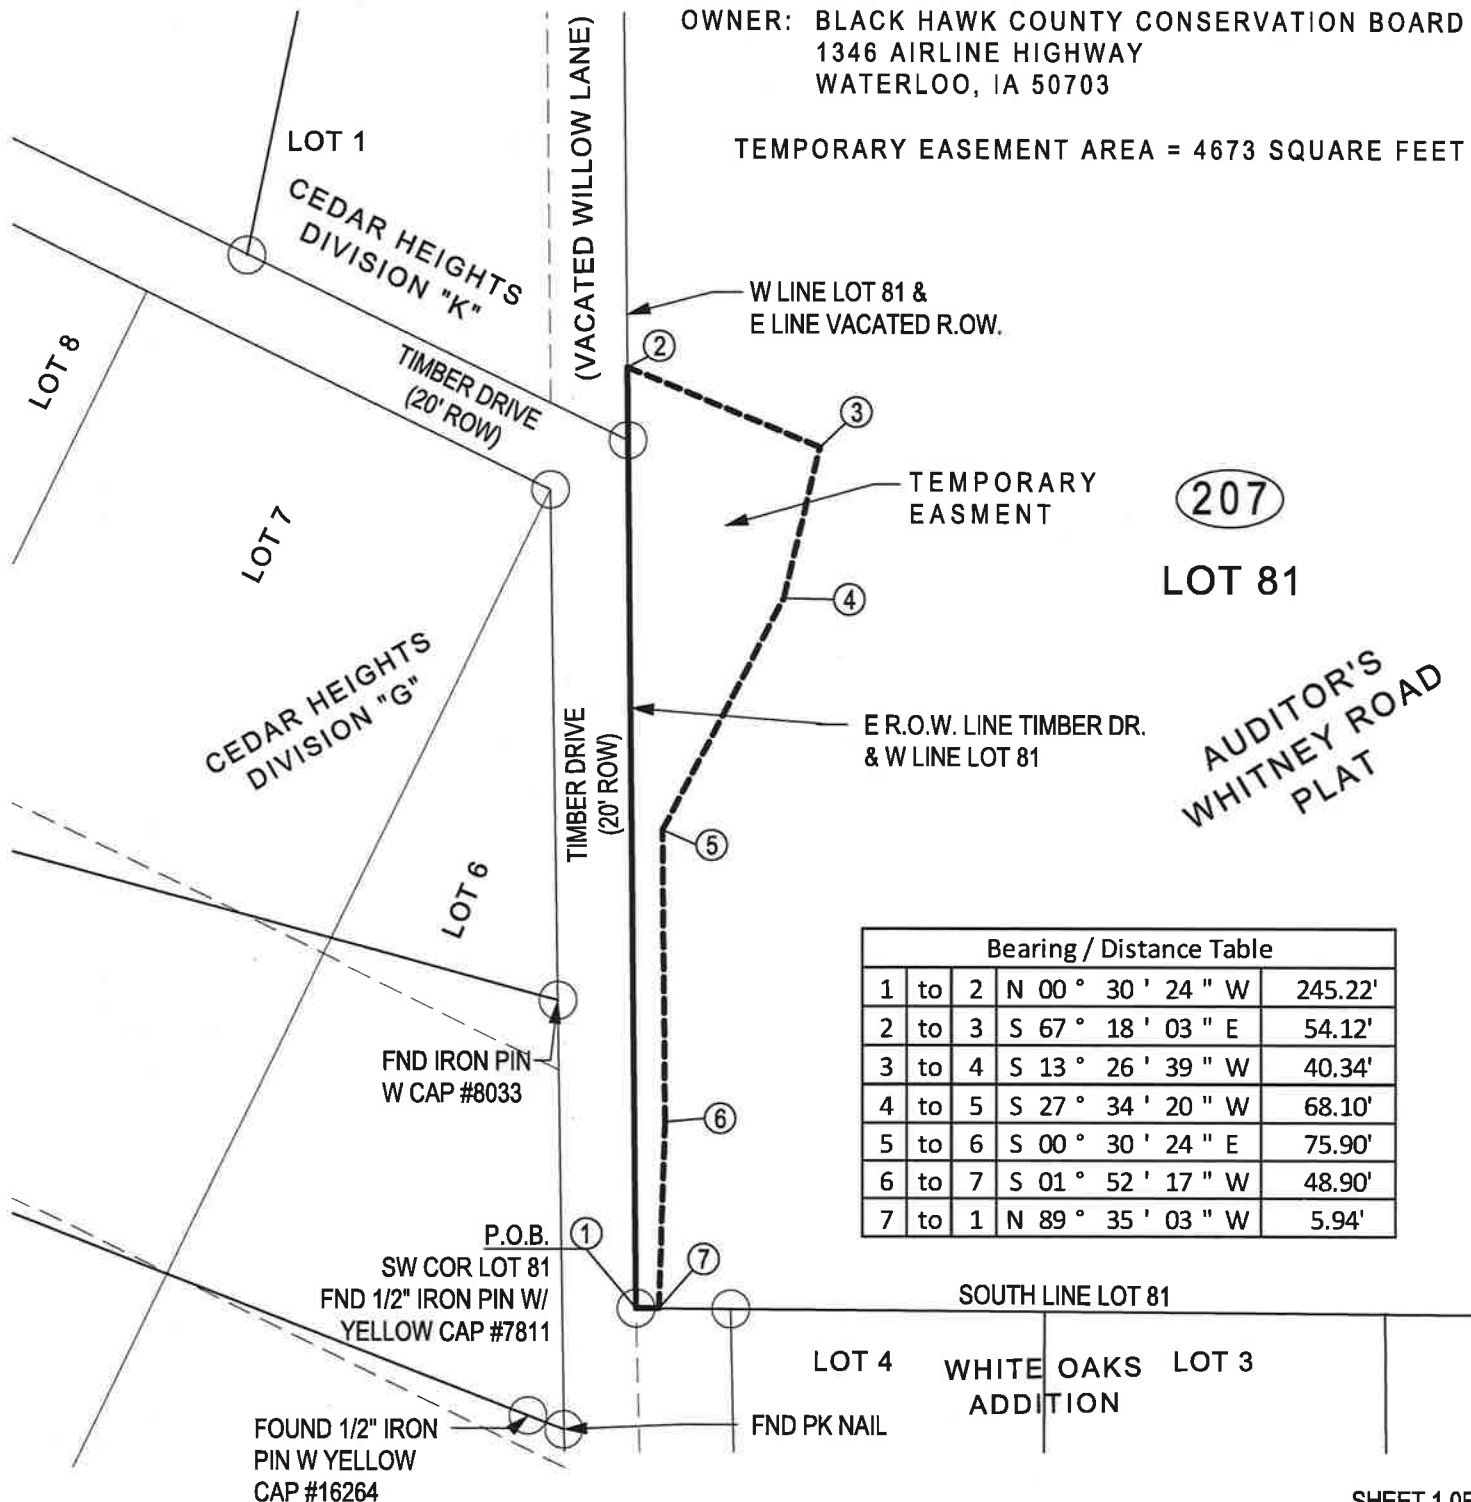 OWNER: BLACK HAWK COUNTY CONSERVATION BOARD
1346 AIRLINE HIGHWAY
WATERLOO, IA 50703
TEMPORARY EASEMENT AREA = 4673 SQUARE FEET
(VACATED WILLOW LANE)
LOT 1
CEDAR HEIGHTS
DIVISION "K"
W LINE LOT 81 &
E LINE VACATED R.OW.
LOT 8
TIMBER DRIVE
(20' ROW)
2
3
TEMPORARY
EASMENT
207
LOT 81
LOT 7
4
CEDAR HEIGHTS
DIVISION "G"
AUDITOR'S
WHITNEY ROAD
PLAT
E R.O.W. LINE TIMBER DR.
& W LINE LOT 81
TIMBER DRIVE
(20' ROW)
5
LOT 6
Bearing / Distance Table
1 to 2 N 00 ° 30 ' 24 " W 245.22'
2 to 3 S 67 ° 18 ' 03 " E 54.12'
3 to 4 S 13 ° 26 ' 39 " W 40.34'
4 to 5 S 27 ° 34 ' 20 " W 68.10'
5 to 6 S 00 ° 30 ' 24 " E 75.90'
6 to 7 S 01 ° 52 ' 17 " W 48.90'
7 to 1 N 89 ° 35 ' 03 " W 5.94'
FND IRON PIN
W CAP #8033
6
P.O.B.
1
SW COR LOT 81
FND 1/2" IRON PIN W/
YELLOW CAP #7811
7
SOUTH LINE LOT 81
LOT 4
WHITE OAKS
ADDITION
LOT 3
FOUND 1/2" IRON
PIN W YELLOW
CAP #16264
FND PK NAIL
SHEET 1 OF